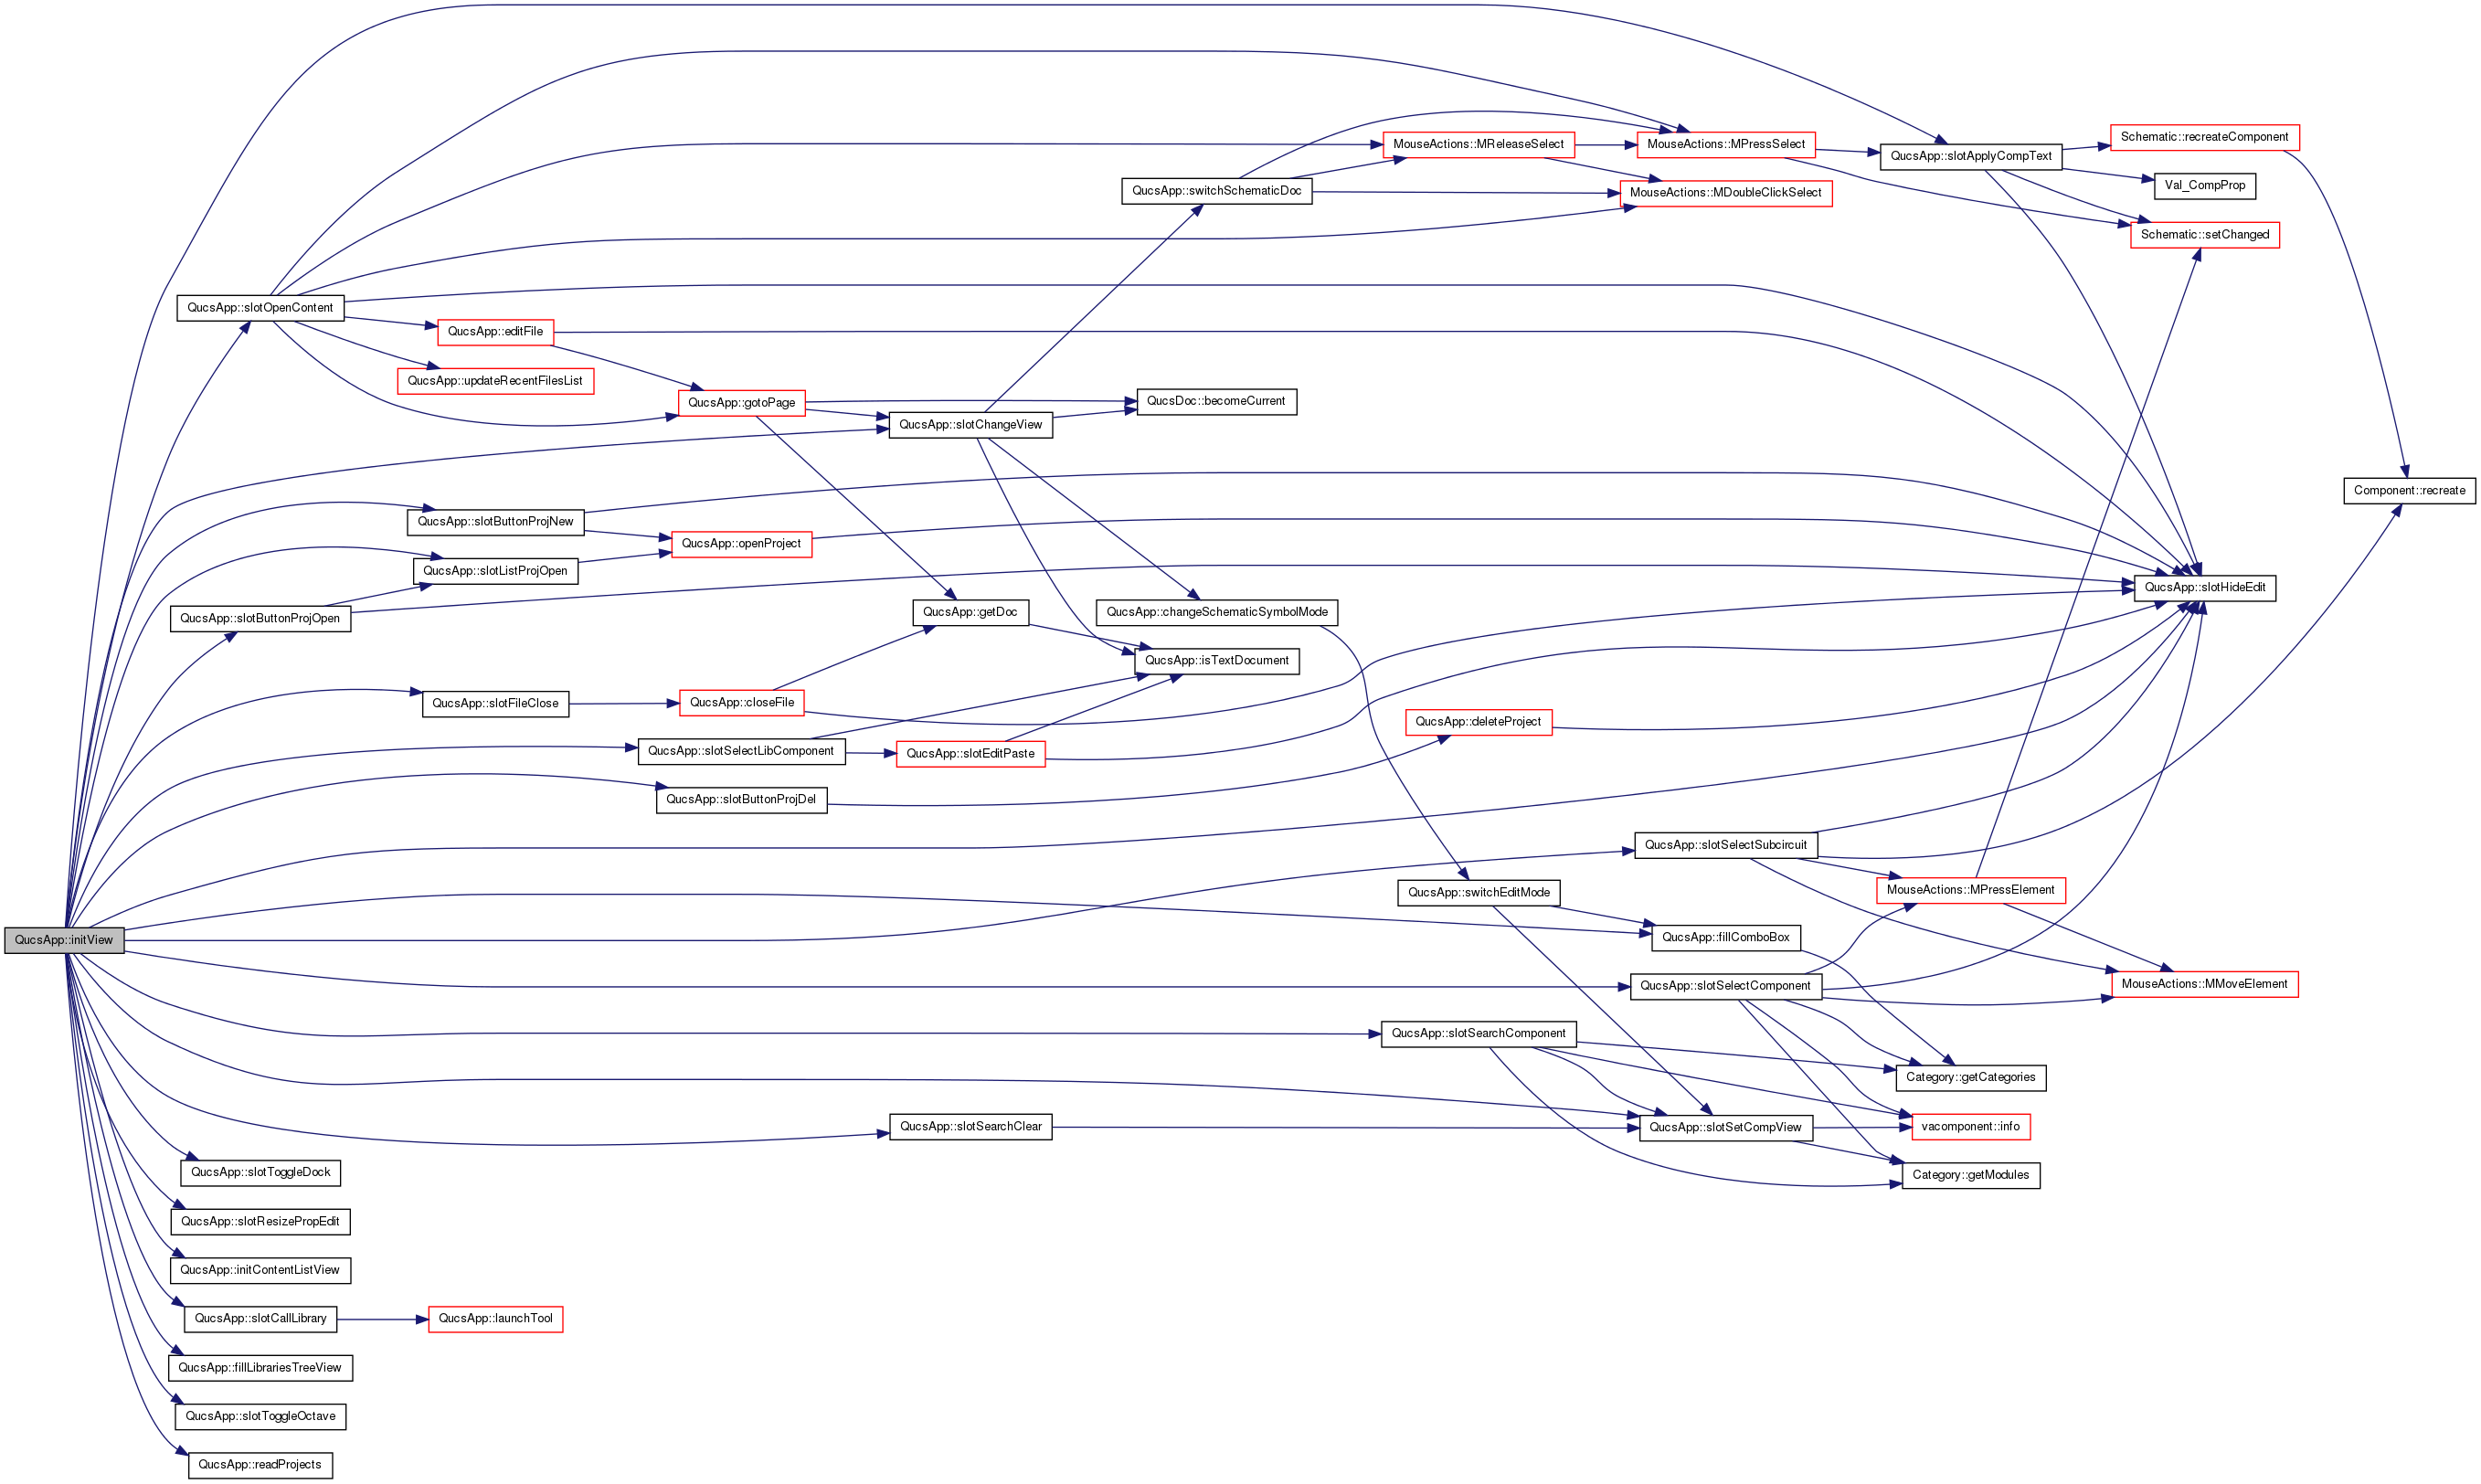 Schematic::recreateComponent
MouseActions::MReleaseSelect
MouseActions::MPressSelect
QucsApp::slotApplyCompText
Val_CompProp
QucsApp::switchSchematicDoc
MouseActions::MDoubleClickSelect
Schematic::setChanged
QucsApp::slotOpenContent
QucsApp::editFile
QucsApp::updateRecentFilesList
QucsApp::gotoPage
QucsDoc::becomeCurrent
QucsApp::slotChangeView
Component::recreate
QucsApp::slotButtonProjNew
QucsApp::openProject
QucsApp::slotListProjOpen
QucsApp::slotHideEdit
QucsApp::slotButtonProjOpen
QucsApp::getDoc
QucsApp::changeSchematicSymbolMode
QucsApp::isTextDocument
QucsApp::slotFileClose
QucsApp::closeFile
QucsApp::deleteProject
QucsApp::slotSelectLibComponent
QucsApp::slotEditPaste
QucsApp::slotButtonProjDel
QucsApp::slotSelectSubcircuit
QucsApp::switchEditMode
MouseActions::MPressElement
QucsApp::initView
QucsApp::fillComboBox
QucsApp::slotSelectComponent
MouseActions::MMoveElement
QucsApp::slotSearchComponent
Category::getCategories
QucsApp::slotSearchClear
QucsApp::slotSetCompView
vacomponent::info
QucsApp::slotToggleDock
Category::getModules
QucsApp::slotResizePropEdit
QucsApp::initContentListView
QucsApp::slotCallLibrary
QucsApp::launchTool
QucsApp::fillLibrariesTreeView
QucsApp::slotToggleOctave
QucsApp::readProjects